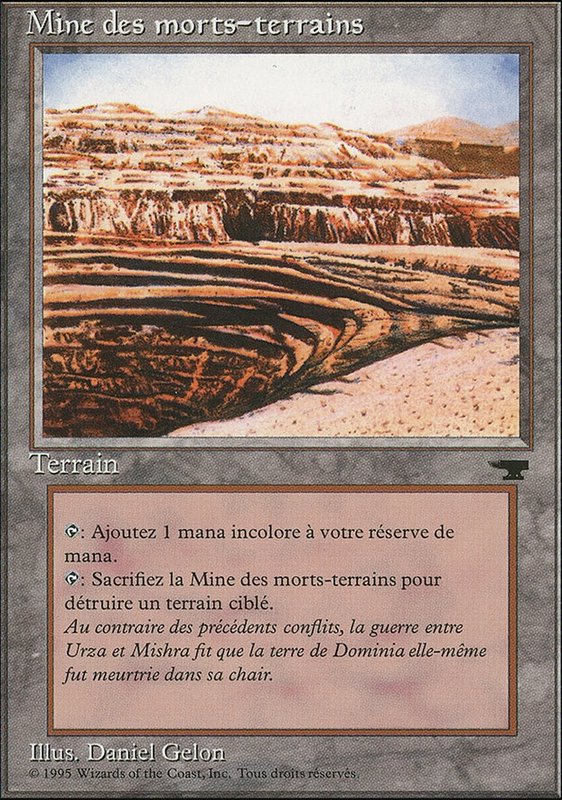 Mine des morts-terrains
Terrain
: Ajoutez 1 mana incolore à votre réserve de
mana.
: Sacrifiez la Mine des morts-terrains pour
détruire un terrain ciblé.
Au contraire des précédents conflits, la guerre entre
Urza et Mishra fit que la terre de Dominia elle-même
fut meurtrie dans sa chair.
Illus. Daniel Gelon
© 1995 Wizards of the Coast, Inc. Tous droits réservés.